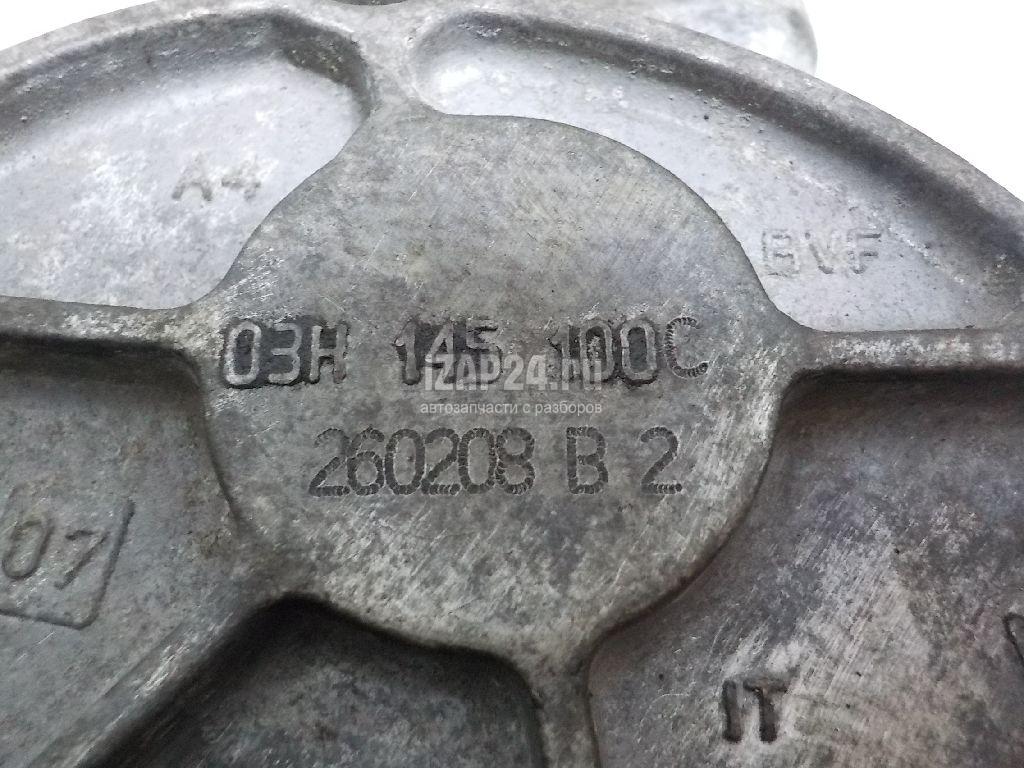 A4
BVF
03H 145 100C
iZAP24.ru
автозапчасти с разборов
260208 B 2
07
IT